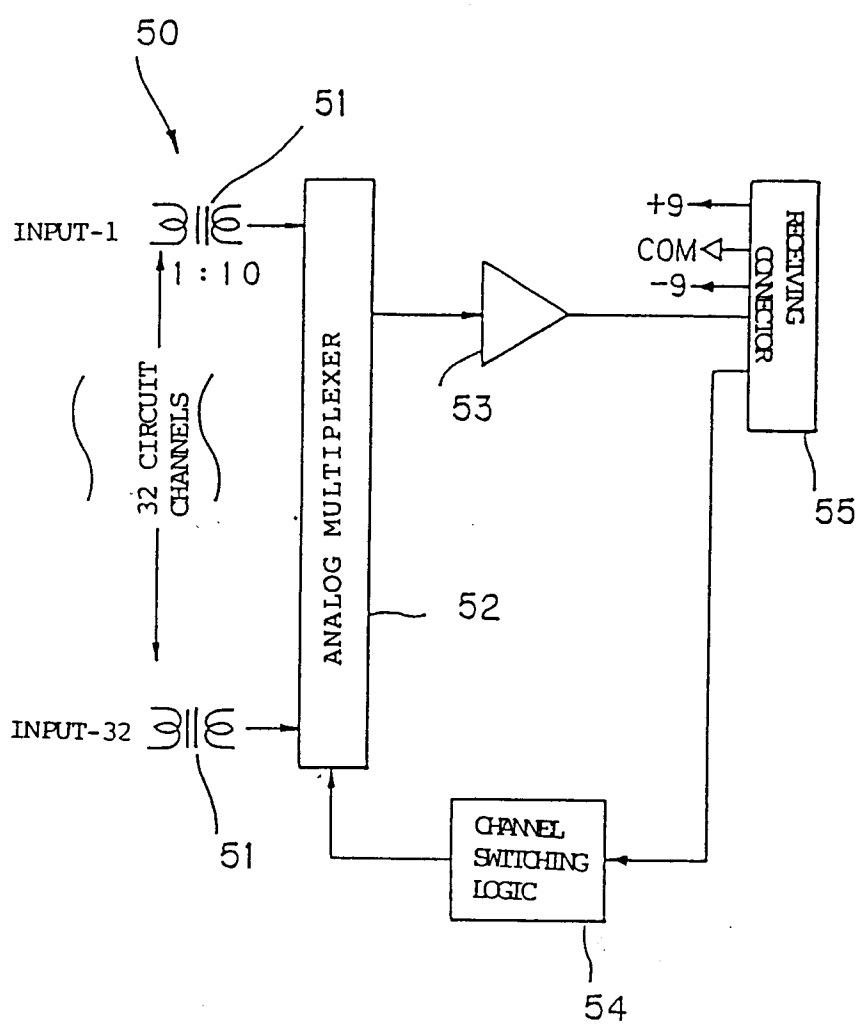 50
51
INPUT-1
1:10
+9
COM
-9
RECEIVING
CONNECTOR
53
32 CIRCUIT
CHANNELS
ANALOG MULTIPLEXER
55
52
INPUT-32
51
CHANNEL
SWITCHING
LOGIC
54